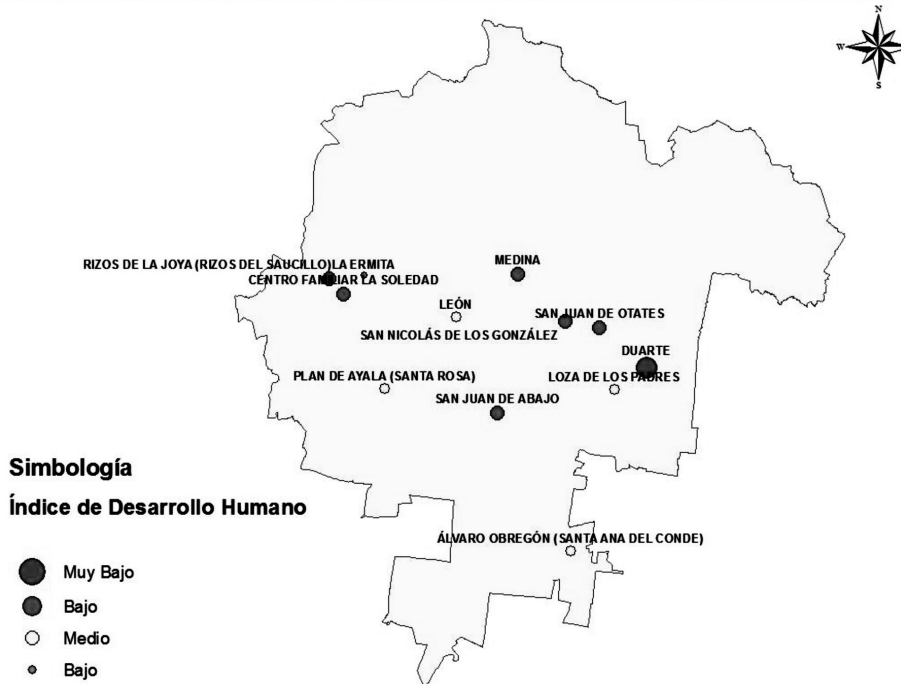 N
W
S
RIZOS DE LA JOYA (RIZOS DEL SAUCILLO) LA ERMITA
CENTRO FAMILIAR LA SOLEDAD
MEDINA
LEÓN
SAN JUAN DE OTATES
SAN NICOLÁS DE LOS GONZÁLEZ
DUARTE
PLAN DE AYALA (SANTA ROSA)
LOZA DE LOS PADRES
SAN JUAN DE ABAJO
Simbología
Índice de Desarrollo Humano
ÁLVARO OBREGÓN (SANTA ANA DEL CONDE)
Muy Bajo
Bajo
Medio
Bajo